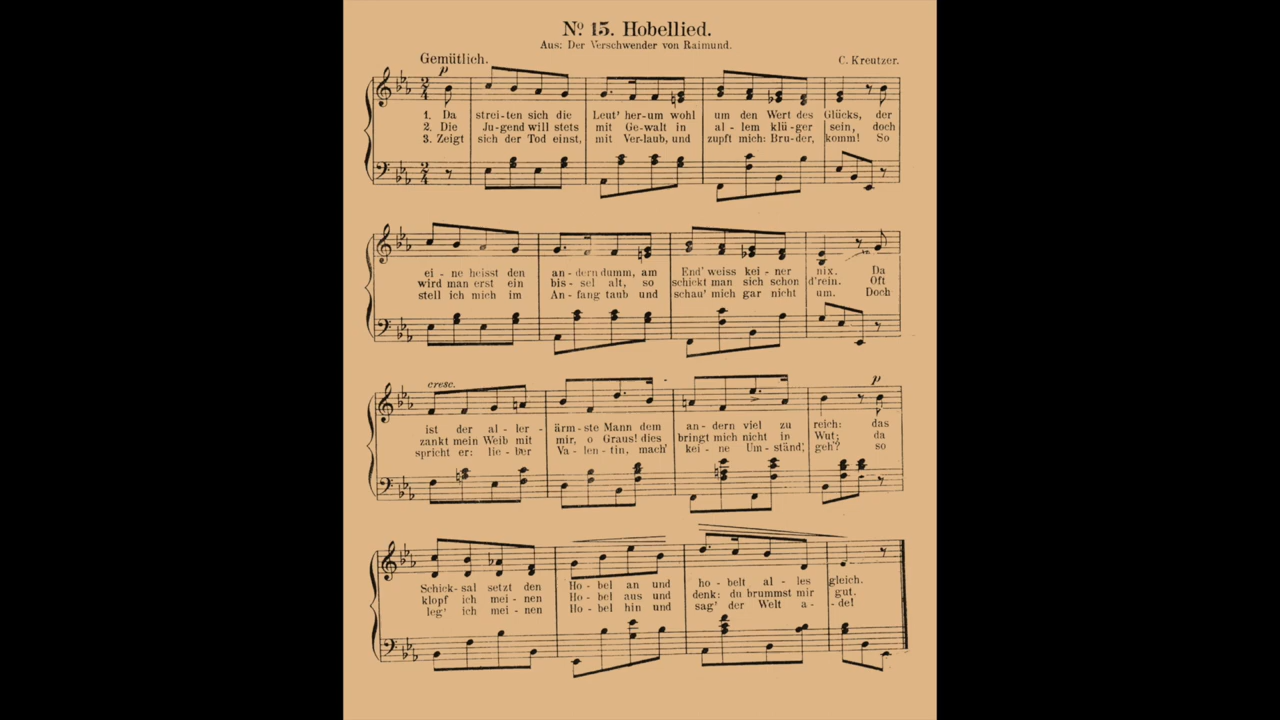 Nº 15. Hobellied.
Aus: Der Verschwender von Raimund.
Gemütlich.
C. Kreutzer.
p
1. Da strei-ten sich die Leut' her-um wohl um den Wert des Glücks, der
2. Die Ju-gend will stets mit Ge-walt in al - lem klü-ger sein, doch
3. Zeigt sich der Tod einst, mit Ver-laub, und zupft mich: Bru-der, komm! So
ei - ne heisst den an-dern dumm, am End' weiss kei - ner nix. Da
wird man erst ein bis - sel alt, so schickt man sich schon d'rein. Oft
stell ich mich im An - fang taub und schau' mich gar nicht um. Doch
cresc.
p
ist der al - ler - ärm-ste Mann dem an - dern viel zu reich: das
zankt mein Weib mit mir, o Graus! dies bringt mich nicht in Wut; da
spricht er: lie - ber Va - len - tin, mach' kei - ne Um - ständ', geh'! so
Schick-sal setzt den Ho - bel an und ho - belt al - les gleich.
klopf ich mei - nen Ho - bel aus und denk: du brummst mir gut.
leg' ich mei - nen Ho - bel hin und sag' der Welt a - - de!